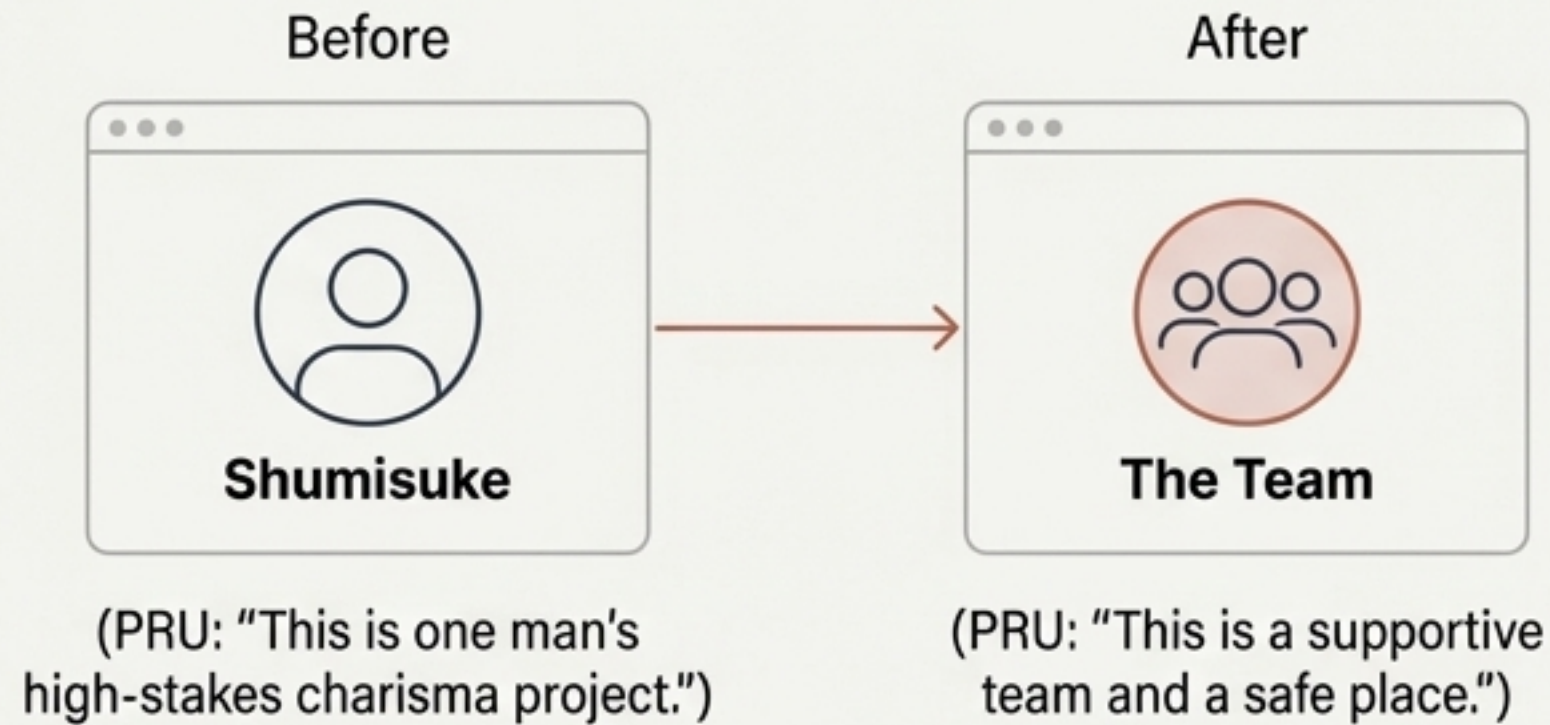 Before
After
Shumisuke
The Team
(PRU: “This is one man’s
high-stakes charisma project.”)
(PRU: “This is a supportive
team and a safe place.”)